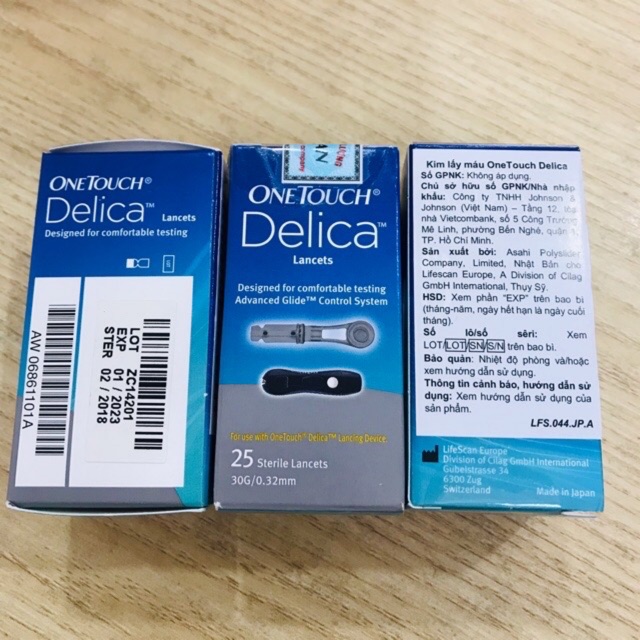 ONETOUCH®
Delica™ Lancets
Designed for comfortable testing
AW 06861101A
LOT ZC14201
EXP 01 / 2023
STER 02 / 2018
ONETOUCH®
Delica™
Lancets
Designed for comfortable testing
Advanced Glide™ Control System
For use with OneTouch® Delica™ Lancing Device.
25 Sterile Lancets
30G/0.32mm
Kim lấy máu OneTouch Delica
Số GPNK: Không áp dụng.
Chủ sở hữu số GPNK/Nhà nhập
khẩu: Công ty TNHH Johnson &
Johnson (Việt Nam) – Tầng 12, tòa
nhà Vietcombank, số 5 Công Trường
Mê Linh, phường Bến Nghé, quận
TP. Hồ Chí Minh.
Sản xuất bởi: Asahi Polyslider
Company, Limited, Nhật Bản cho
Lifescan Europe, A Division of Cilag
GmbH International, Thụy Sỹ.
HSD: Xem phần "EXP" trên bao bì
(tháng-năm, ngày hết hạn là ngày cuối
tháng).
Số lô/số sêri: Xem
LOT/LOT/SN/S/N trên bao bì.
Bảo quản: Nhiệt độ phòng và/hoặc
xem hướng dẫn sử dụng.
Thông tin cảnh báo, hướng dẫn sử
dụng: Xem hướng dẫn sử dụng của
sản phẩm.
LFS.044.JP.A
LifeScan Europe
Division of Cilag GmbH International
Gubelstrasse 34
6300 Zug
Switzerland
Made in Japan